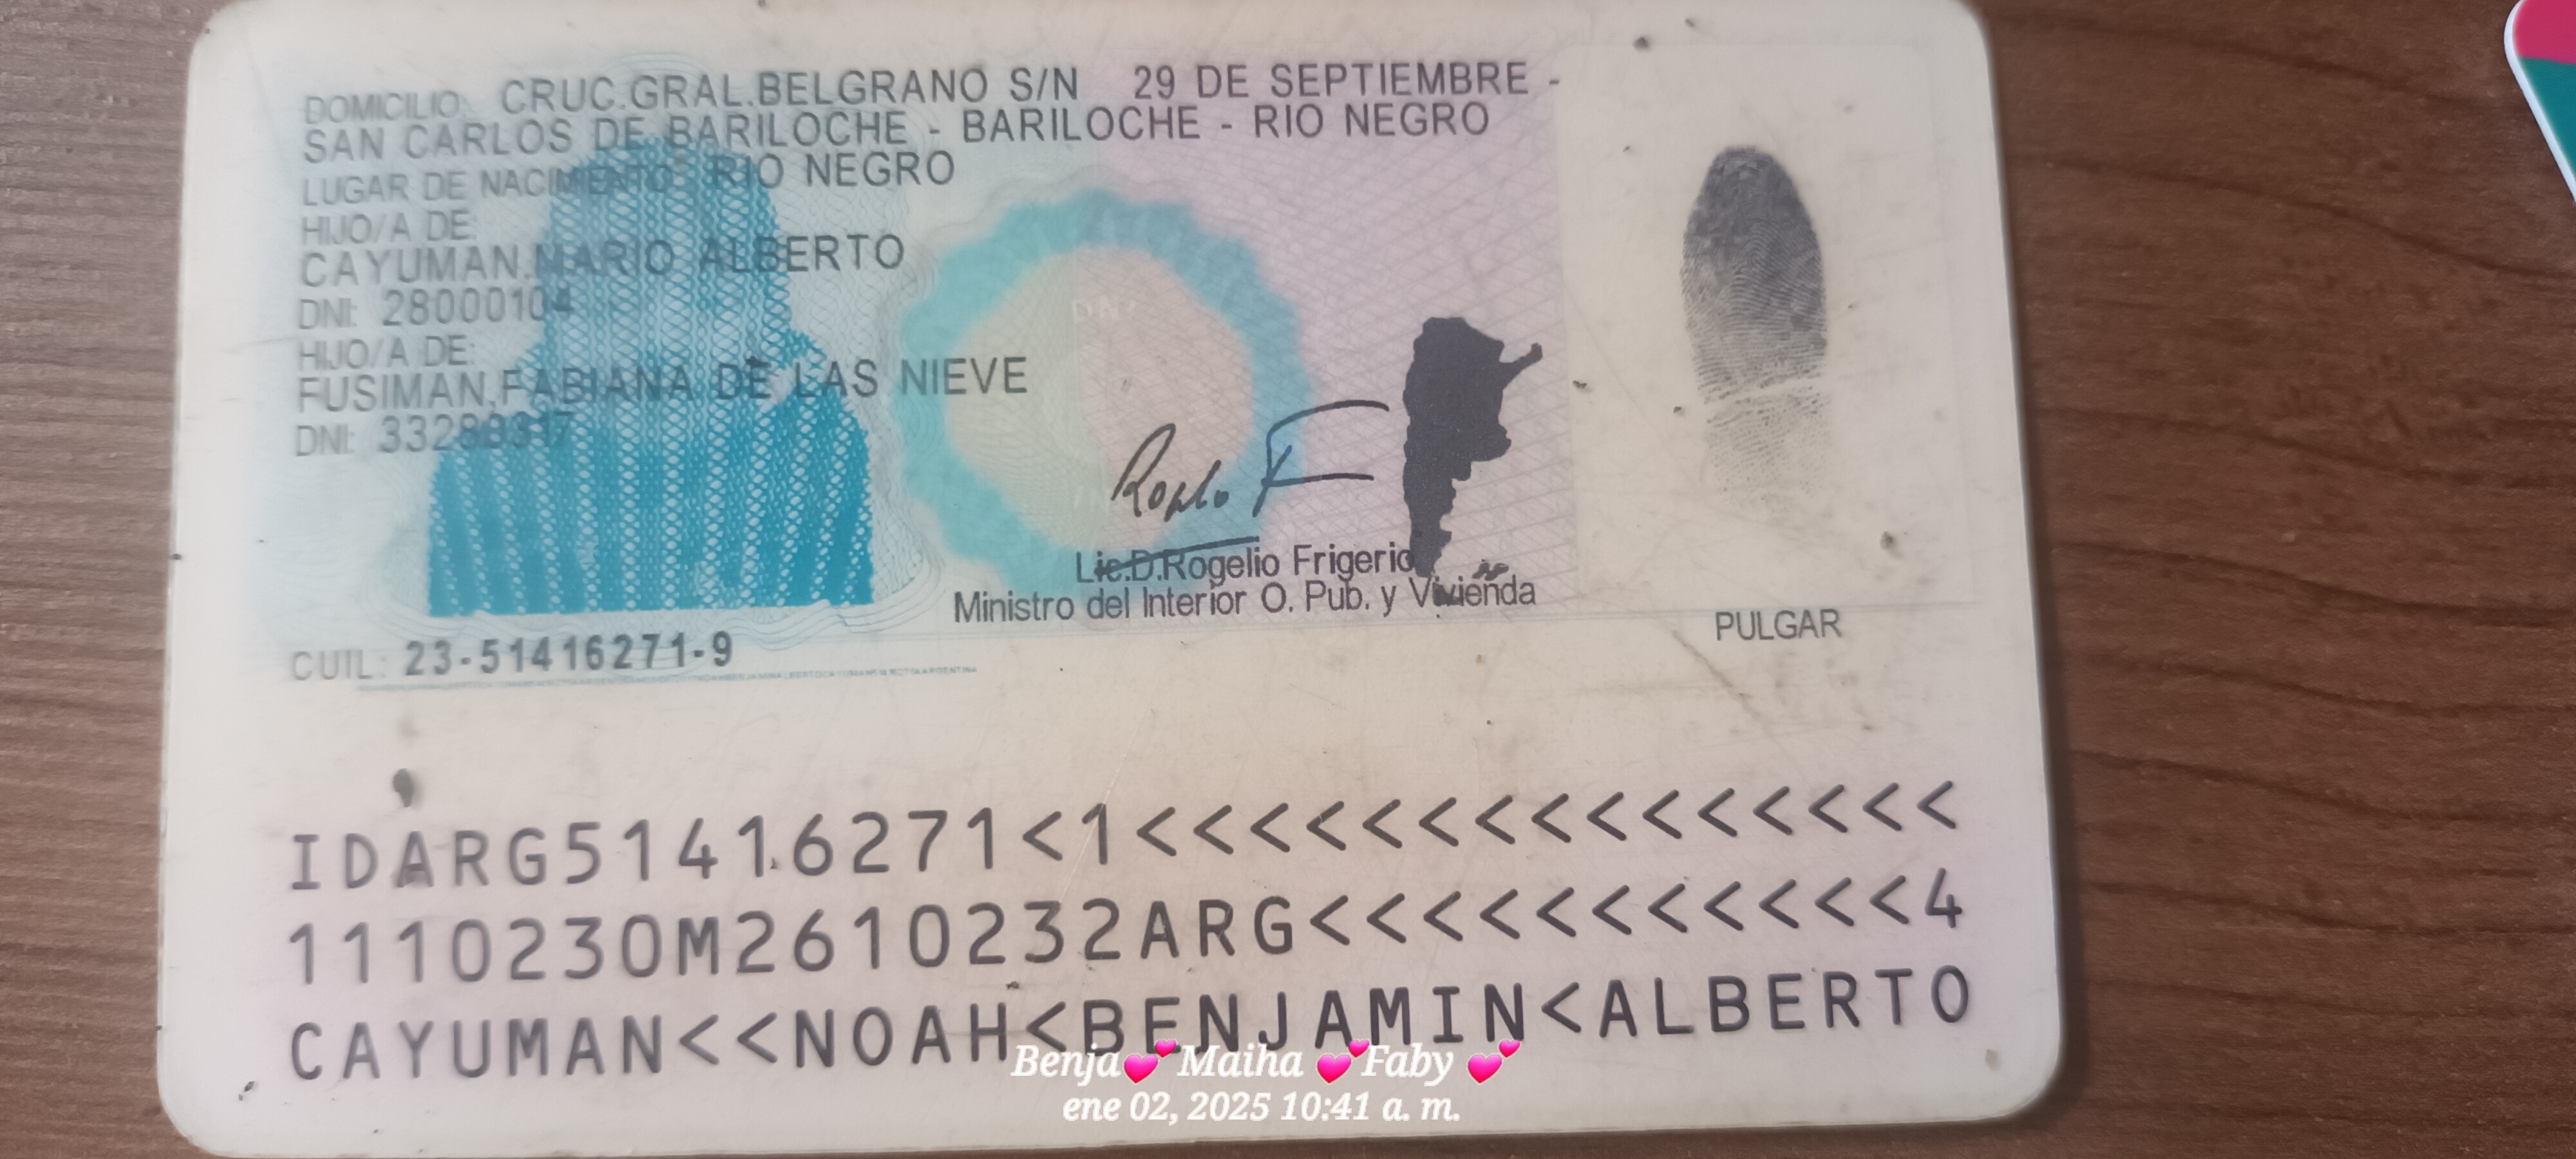 DOMICILIO: CRUC.GRAL.BELGRANO S/N 29 DE SEPTIEMBRE -
SAN CARLOS DE BARILOCHE - BARILOCHE - RIO NEGRO
LUGAR DE NACIMIENTO: RIO NEGRO
HIJO/A DE:
CAYUMAN,MARIO ALBERTO
DNI: 28000104
HIJO/A DE:
FUSIMAN,FABIANA DE LAS NIEVE
DNI:
Lic.D.Rogelio Frigerio
Ministro del Interior O. Pub. y Vivienda
PULGAR
CUIL: 23-51416271-9
IDARG51416271<1<<<<<<<<<<<<<<<
1110230M2610232ARG<<<<<<<<<<<4
CAYUMAN<<NOAH<BENJAMIN<ALBERTO
Benja💕Maiha 💕Faby 💕
ene 02, 2025 10:41 a. m.